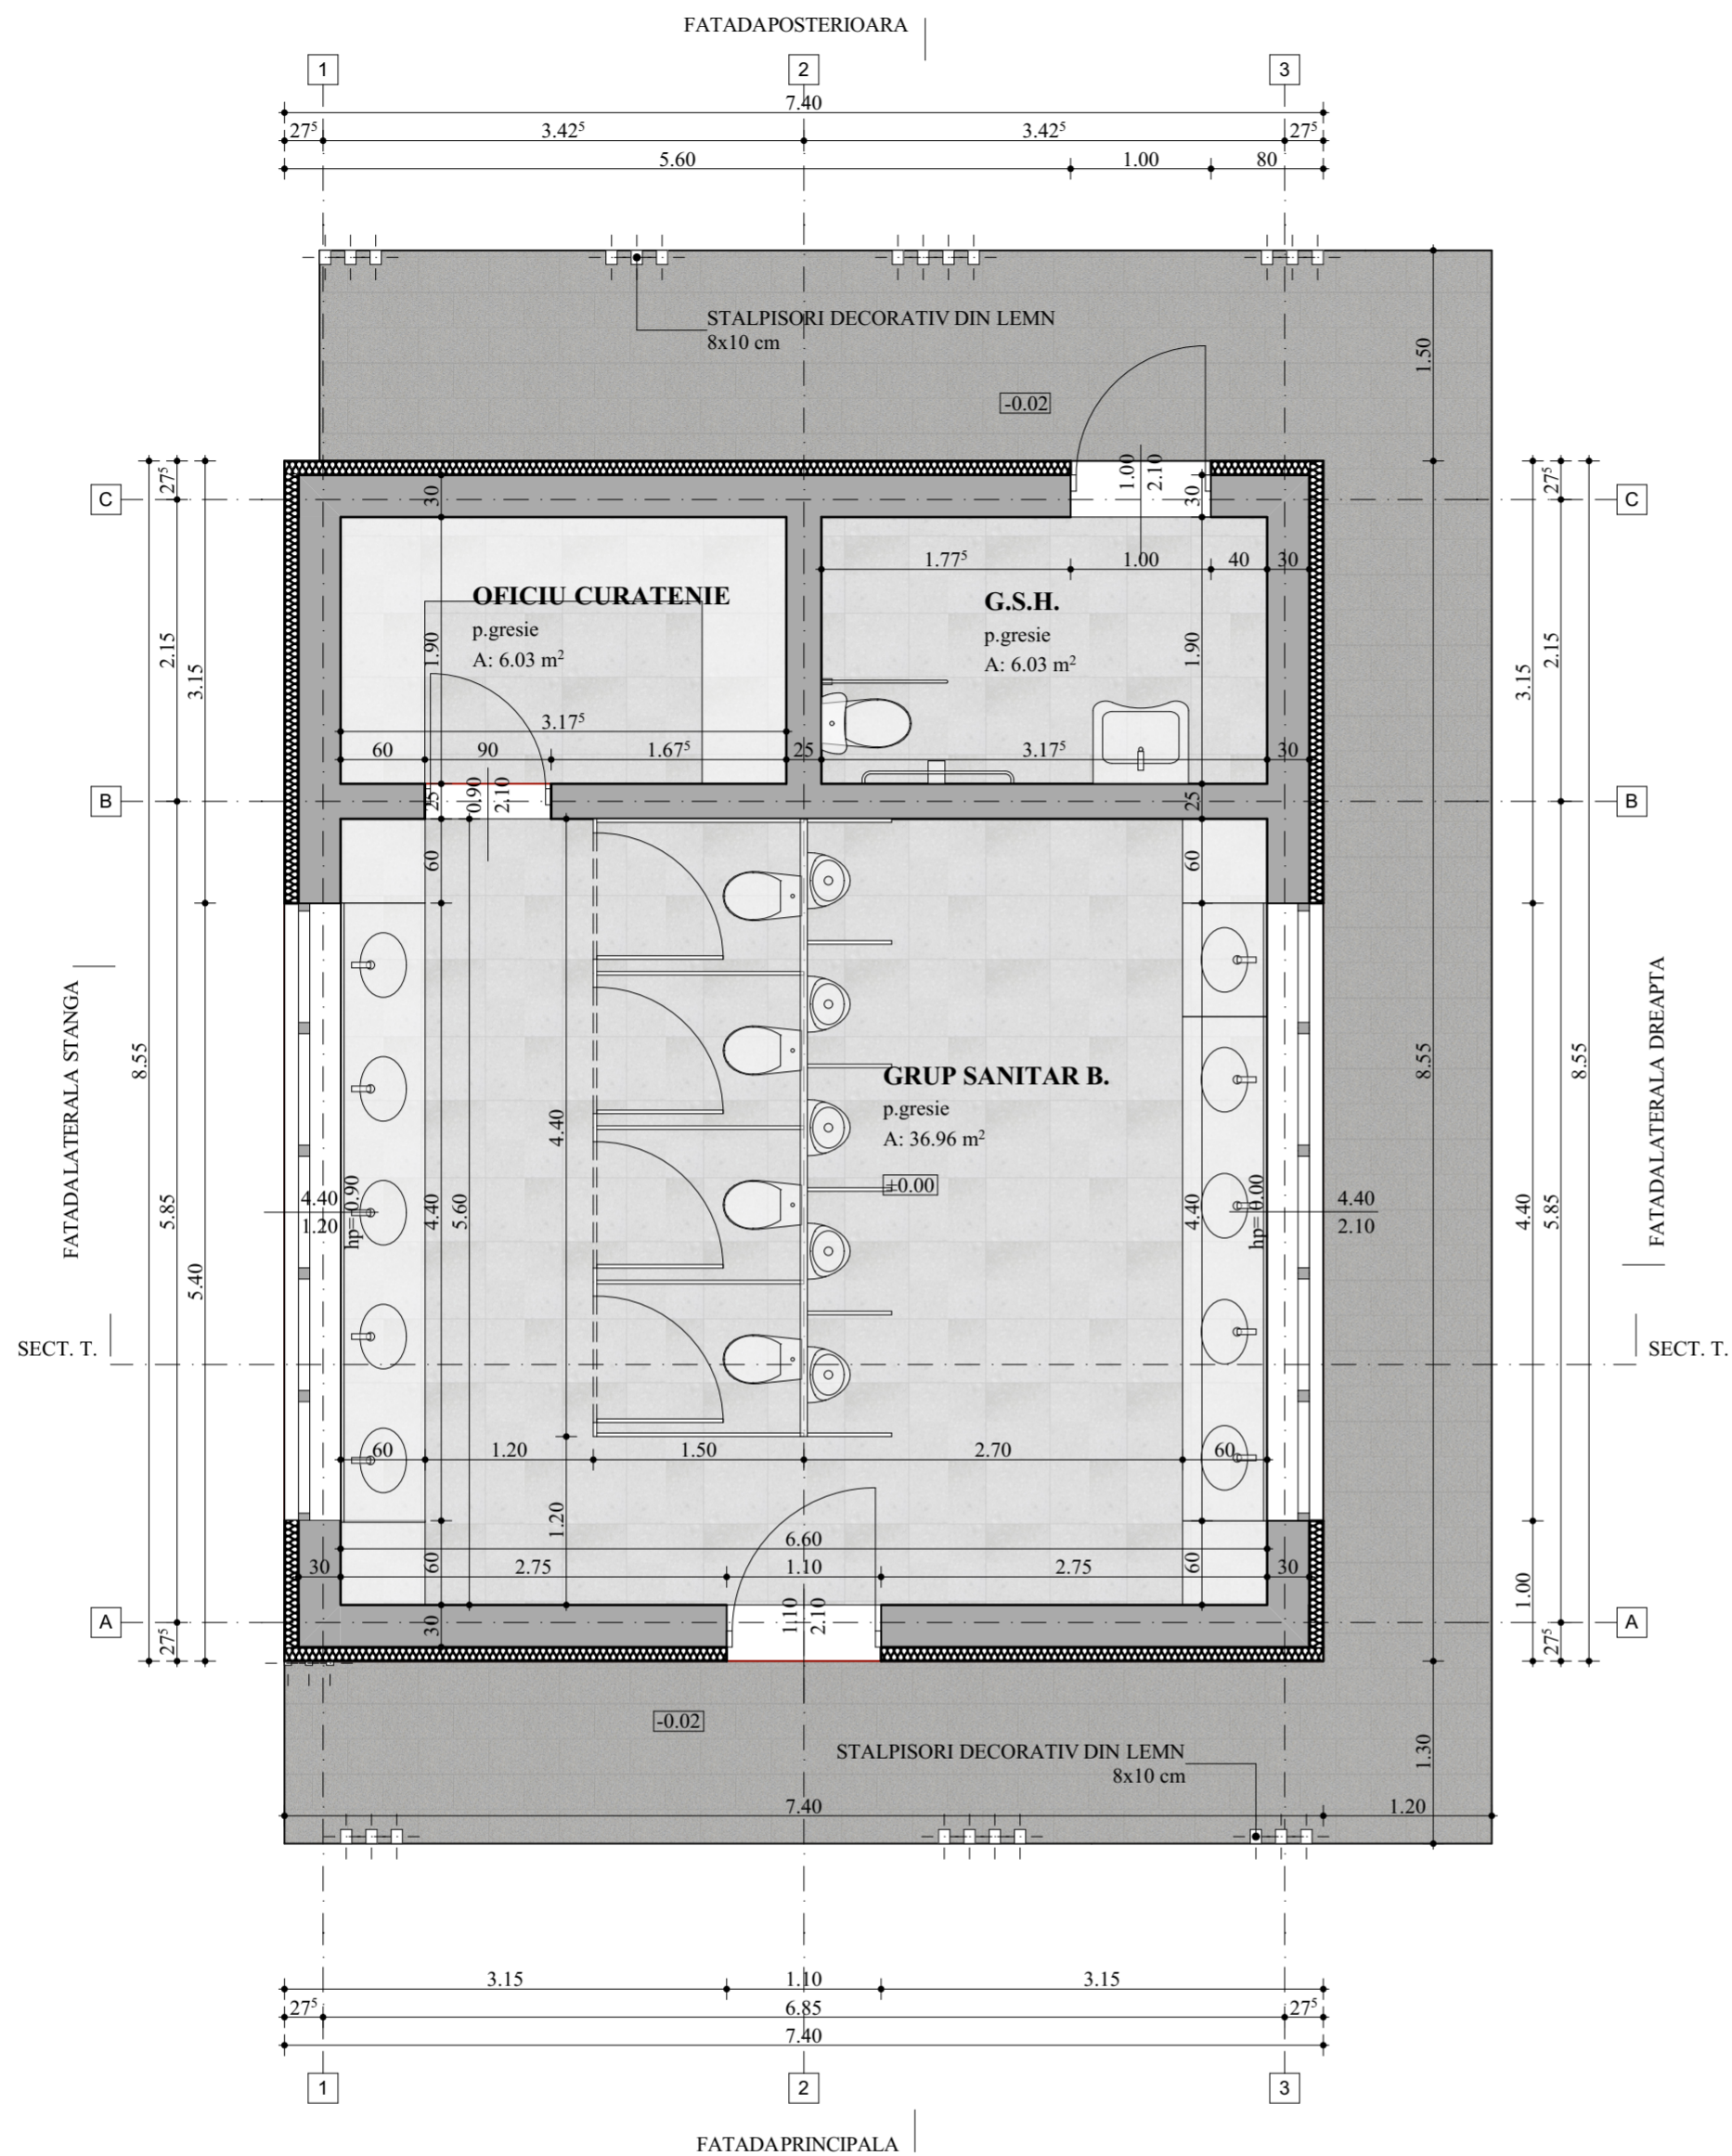 FATADAPOSTERIOARA
1 2 3
7.40
27⁵ 3.42⁵ 3.42⁵ 27⁵
5.60 1.00 80
STALPISORI DECORATIV DIN LEMN
8x10 cm
1.50
-0.02
1.00
2.10
27⁵ 27⁵
C C
30 30
1.77⁵ 1.00 40 30
OFICIU CURATENIE
p.gresie
A: 6.03 m²
G.S.H.
p.gresie
A: 6.03 m²
1.90 1.90
2.15 3.15 3.15 2.15
3.17⁵
60 90 1.67⁵ 25 3.17⁵ 30
B B
25 0.90
2.10
25
60 60
FATADALATERALA STANGA
FATADALATERALA DREAPTA
8.55 8.55 8.55
GRUP SANITAR B.
p.gresie
A: 36.96 m²
±0.00
4.40
4.40
1.20
hp=0.90
4.40 5.60
4.40
hp=0.00
4.40
2.10
5.85 5.40 4.40 5.85
SECT. T. SECT. T.
60 1.20 1.50 2.70 60
1.20
6.60
30 60 2.75 1.10 2.75 60 30
1.00
A A
30
1.10
2.10
27⁵ 27⁵
-0.02
STALPISORI DECORATIV DIN LEMN
8x10 cm
1.30
7.40 1.20
3.15 1.10 3.15
27⁵ 6.85 27⁵
7.40
1 2 3
FATADAPRINCIPALA